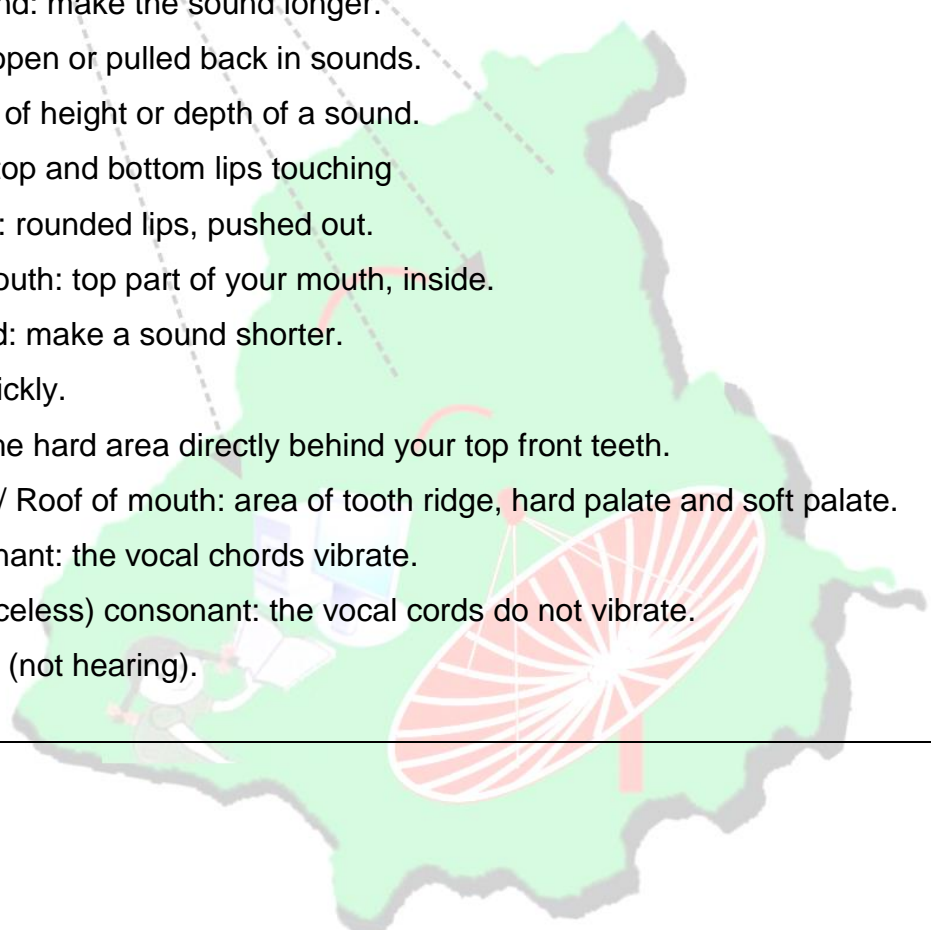 nd: make the sound longer.
open or pulled back in sounds.
of height or depth of a sound.
top and bottom lips touching
: rounded lips, pushed out.
outh: top part of your mouth, inside.
d: make a sound shorter.
ickly.
he hard area directly behind your top front teeth.
/ Roof of mouth: area of tooth ridge, hard palate and soft palate.
nant: the vocal chords vibrate.
celess) consonant: the vocal cords do not vibrate.
(not hearing).